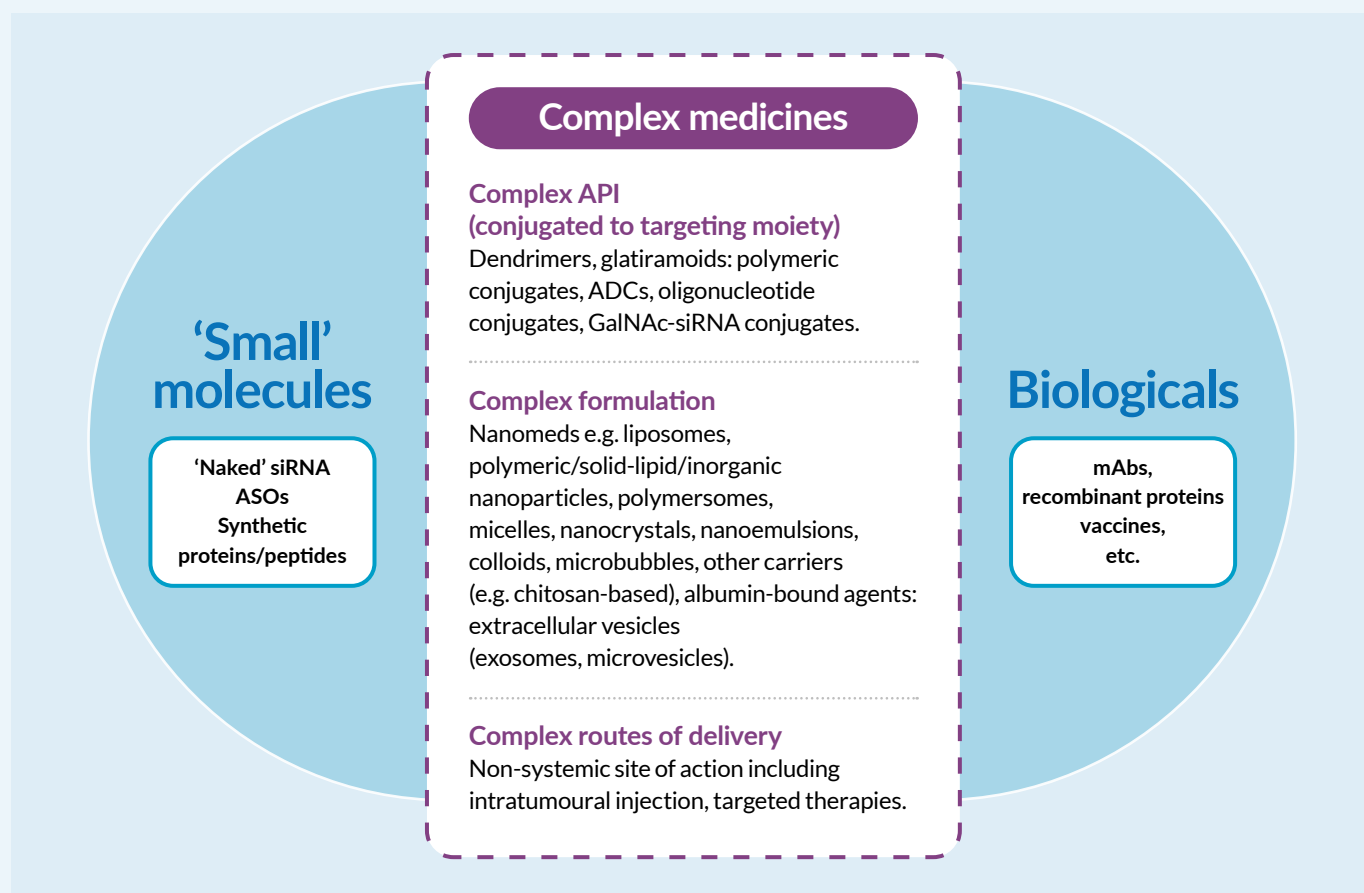 Complex medicines
Complex API
(conjugated to targeting moiety)
Dendrimers, glatiramoids: polymeric
conjugates, ADCs, oligonucleotide
conjugates, GalNAc-siRNA conjugates.
Complex formulation
Nanomeds e.g. liposomes,
polymeric/solid-lipid/inorganic
nanoparticles, polymersomes,
micelles, nanocrystals, nanoemulsions,
colloids, microbubbles, other carriers
(e.g. chitosan-based), albumin-bound agents:
extracellular vesicles
(exosomes, microvesicles).
Complex routes of delivery
Non-systemic site of action including
intratumoural injection, targeted therapies.
‘Small’
molecules
‘Naked’ siRNA
ASOs
Synthetic
proteins/peptides
Biologicals
mAbs,
recombinant proteins
vaccines,
etc.